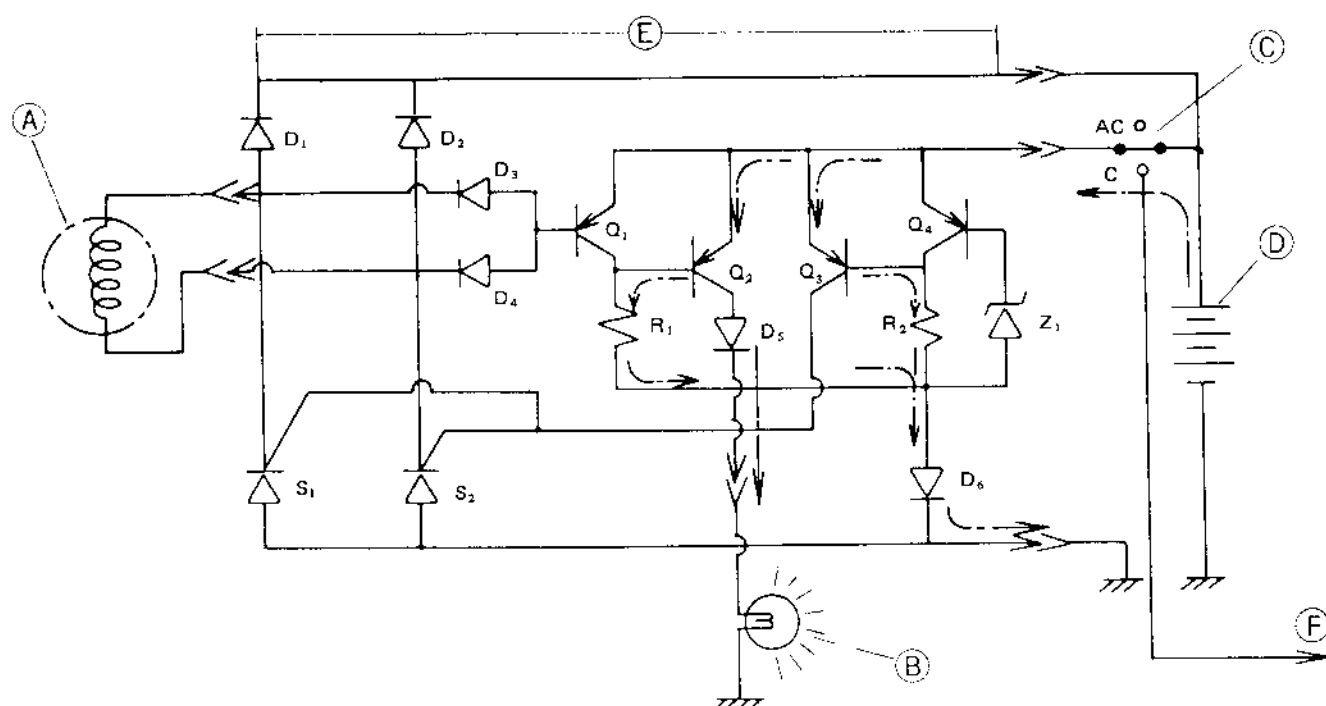 E
C
A
D₁
D₂
AC
D₃
C
Q₁
Q₄
D
Q₂
Q₃
D₄
R₁
D₅
R₂
Z₁
S₁
S₂
D₆
F
B